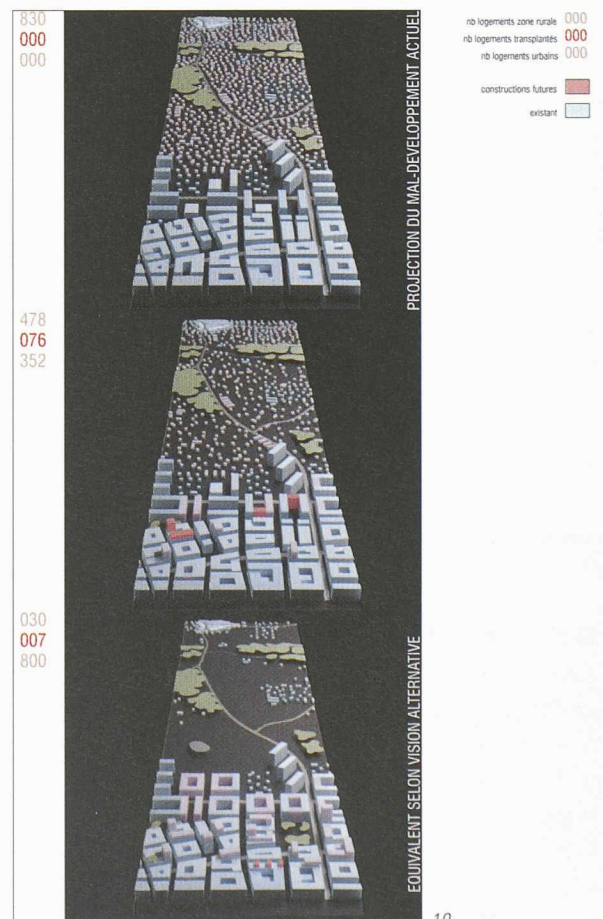 830
000
000
PROJECTION DU MAL-DEVELOPPEMENT ACTUEL
nb logements zone rurale 000
nb logements transplantés 000
nb logements urbains 000
constructions futures
existant
478
076
352
030
007
800
EQUIVALENT SELON VISION ALTERNATIVE
10